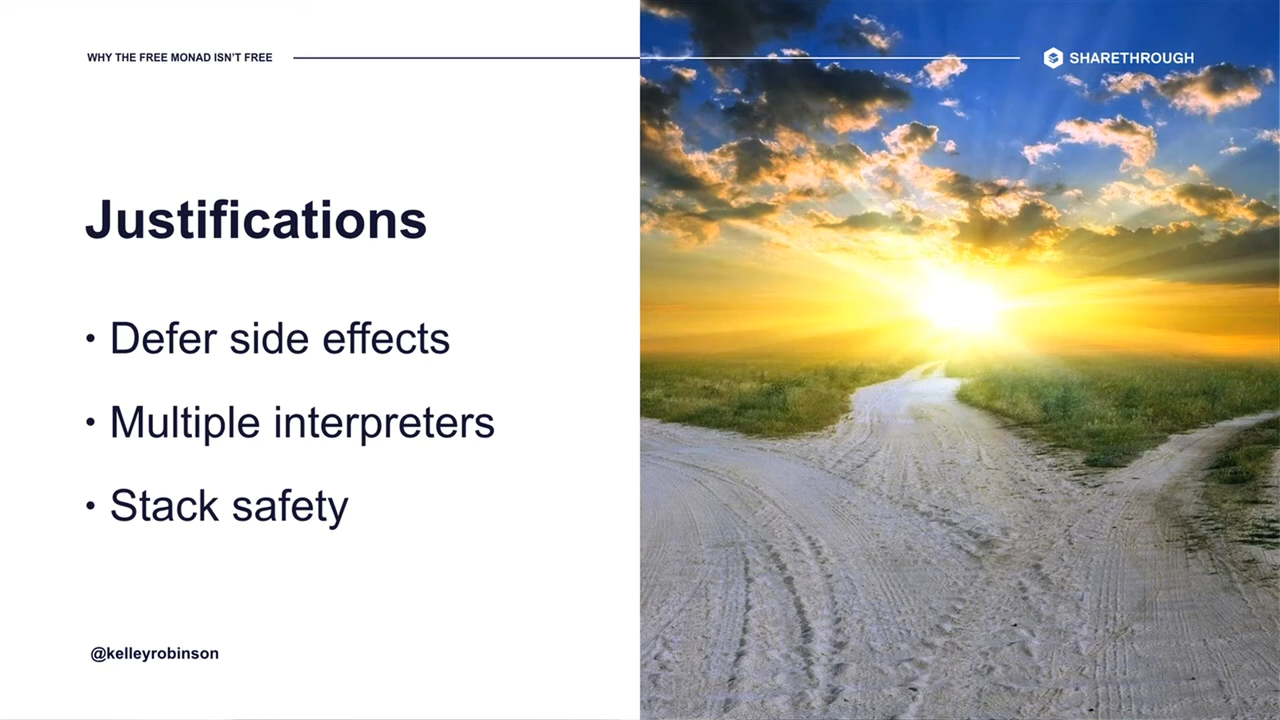 WHY THE FREE MONAD ISN'T FREE
SHARETHROUGH
Justifications
• Defer side effects
• Multiple interpreters
• Stack safety
@kelleyrobinson